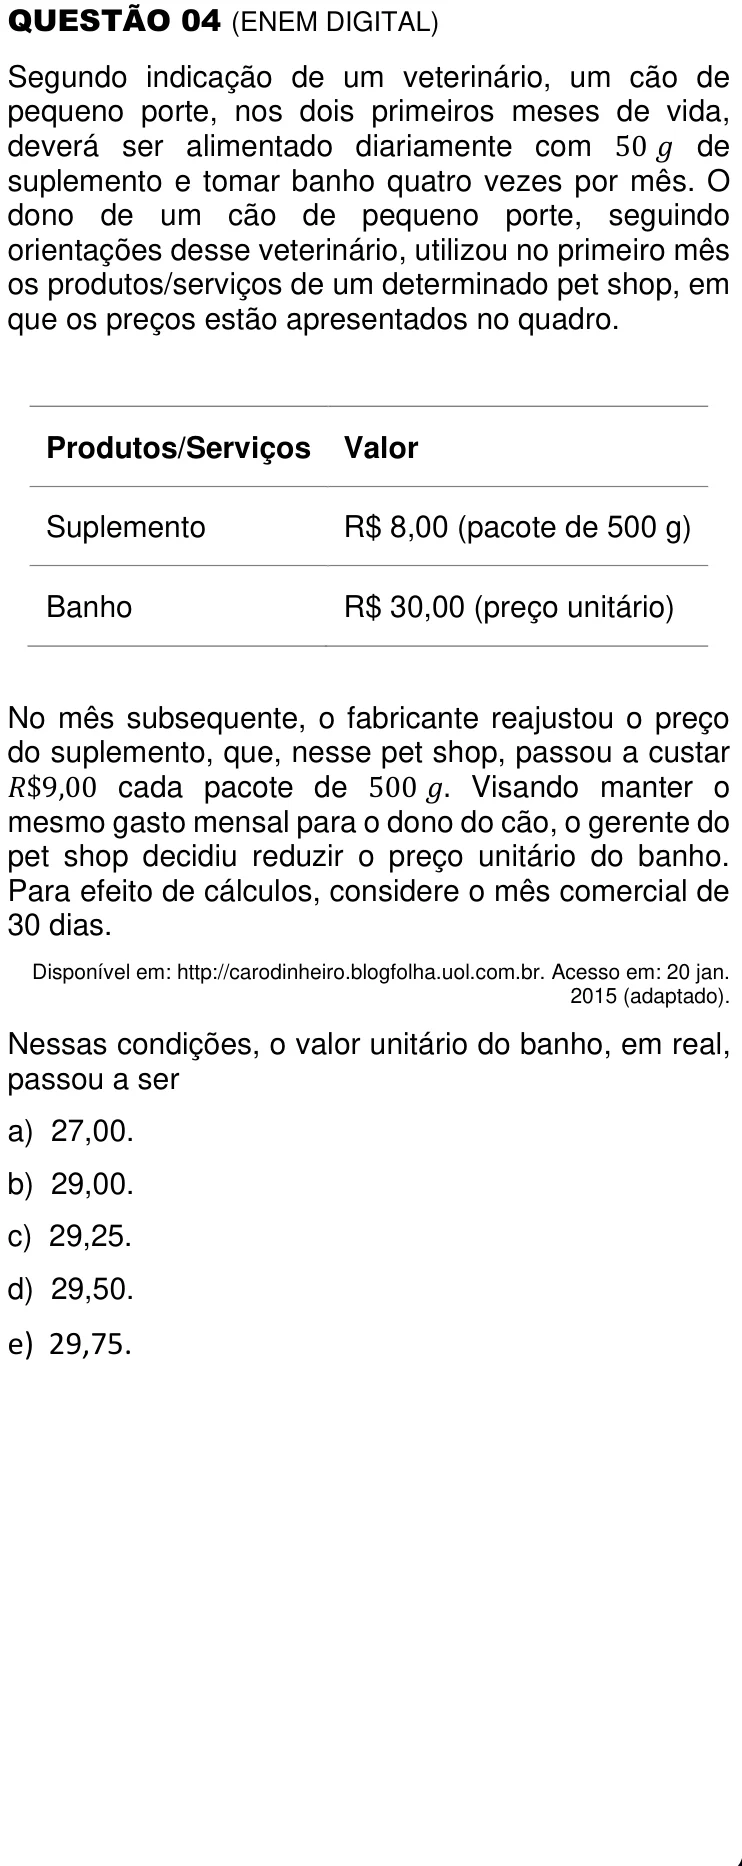 QUESTÃO 04 (ENEM DIGITAL)
Segundo indicação de um veterinário, um cão de
pequeno porte, nos dois primeiros meses de vida,
deverá ser alimentado diariamente com 50 g de
suplemento e tomar banho quatro vezes por mês. O
dono de um cão de pequeno porte, seguindo
orientações desse veterinário, utilizou no primeiro mês
os produtos/serviços de um determinado pet shop, em
que os preços estão apresentados no quadro.
Produtos/Serviços Valor
Suplemento R$ 8,00 (pacote de 500 g)
Banho R$ 30,00 (preço unitário)
No mês subsequente, o fabricante reajustou o preço
do suplemento, que, nesse pet shop, passou a custar
R$9,00 cada pacote de 500 g. Visando manter o
mesmo gasto mensal para o dono do cão, o gerente do
pet shop decidiu reduzir o preço unitário do banho.
Para efeito de cálculos, considere o mês comercial de
30 dias.
Disponível em: http://carodinheiro.blogfolha.uol.com.br. Acesso em: 20 jan.
2015 (adaptado).
Nessas condições, o valor unitário do banho, em real,
passou a ser
a) 27,00.
b) 29,00.
c) 29,25.
d) 29,50.
e) 29,75.